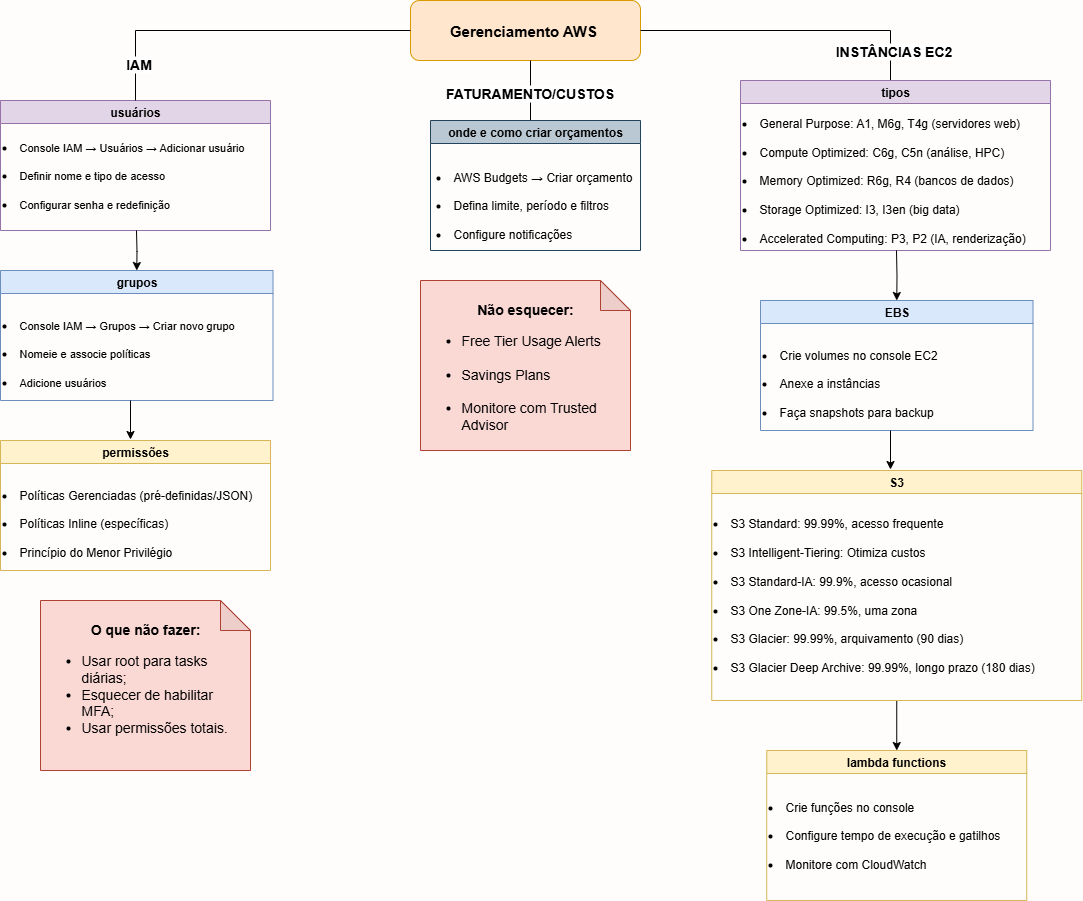 Gerenciamento AWS
IAM
usuários
Console IAM → Usuários → Adicionar usuário
Definir nome e tipo de acesso
Configurar senha e redefinição
grupos
Console IAM → Grupos → Criar novo grupo
Nomeie e associe políticas
Adicione usuários
permissões
Políticas Gerenciadas (pré-definidas/JSON)
Políticas Inline (específicas)
Princípio do Menor Privilégio
O que não fazer:
Usar root para tasks
diárias;
Esquecer de habilitar
MFA;
Usar permissões totais.
FATURAMENTO/CUSTOS
onde e como criar orçamentos
AWS Budgets → Criar orçamento
Defina limite, período e filtros
Configure notificações
Não esquecer:
Free Tier Usage Alerts
Savings Plans
Monitore com Trusted
Advisor
INSTÂNCIAS EC2
tipos
General Purpose: A1, M6g, T4g (servidores web)
Compute Optimized: C6g, C5n (análise, HPC)
Memory Optimized: R6g, R4 (bancos de dados)
Storage Optimized: I3, I3en (big data)
Accelerated Computing: P3, P2 (IA, renderização)
EBS
Crie volumes no console EC2
Anexe a instâncias
Faça snapshots para backup
S3
S3 Standard: 99.99%, acesso frequente
S3 Intelligent-Tiering: Otimiza custos
S3 Standard-IA: 99.9%, acesso ocasional
S3 One Zone-IA: 99.5%, uma zona
S3 Glacier: 99.99%, arquivamento (90 dias)
S3 Glacier Deep Archive: 99.99%, longo prazo (180 dias)
lambda functions
Crie funções no console
Configure tempo de execução e gatilhos
Monitore com CloudWatch